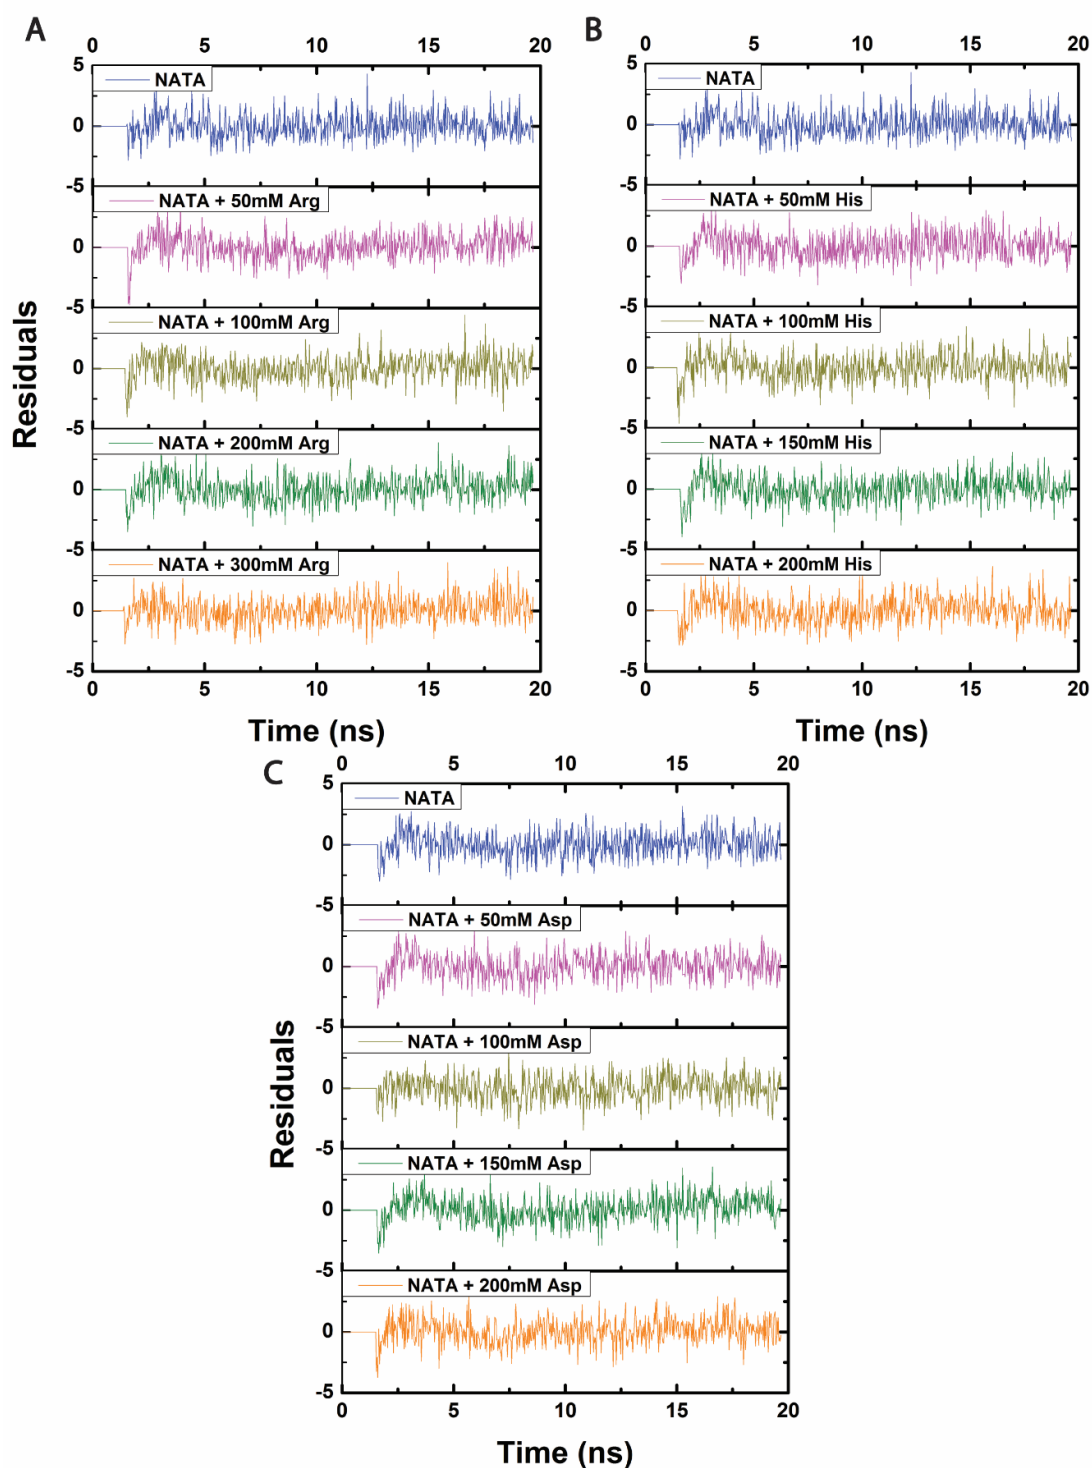 A
0 5 10 15 20
5
NATA
0
-5
NATA + 50mM Arg
0
5
NATA + 100mM Arg
0
-5
NATA + 200mM Arg
0
5
NATA + 300mM Arg
0
-5
0 5 10 15 20
Residuals
Time (ns)
B
0 5 10 15 20
5
NATA
0
5
NATA + 50mM His
0
5
NATA + 100mM His
0
-5
NATA + 150mM His
0
-5
NATA + 200mM His
0
-5
0 5 10 15 20
Time (ns)
C
0 5 10 15 20
5
NATA
0
-5
NATA + 50mM Asp
0
-5
NATA + 100mM Asp
0
-5
NATA + 150mM Asp
0
-5
NATA + 200mM Asp
0
-5
0 5 10 15 20
Residuals
Time (ns)